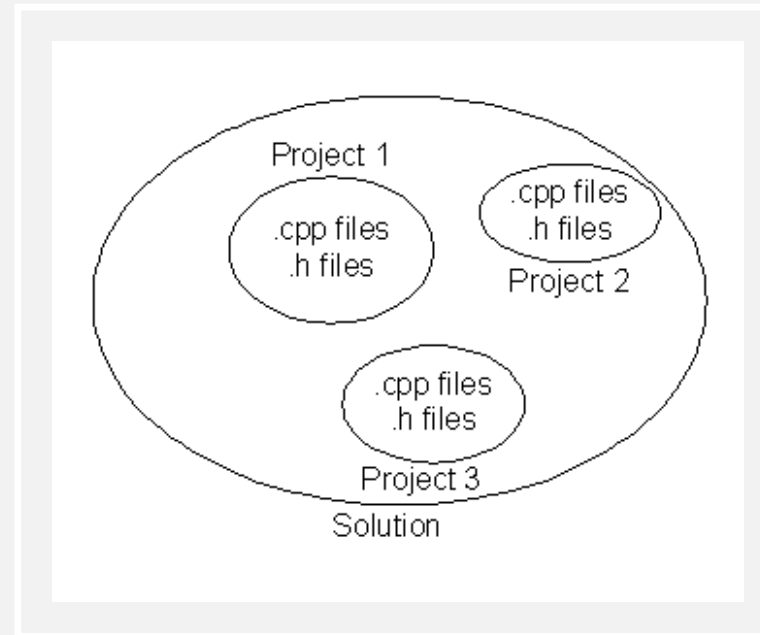 Project 1
.cpp files
.h files
.cpp files
.h files
Project 2
.cpp files
.h files
Project 3
Solution